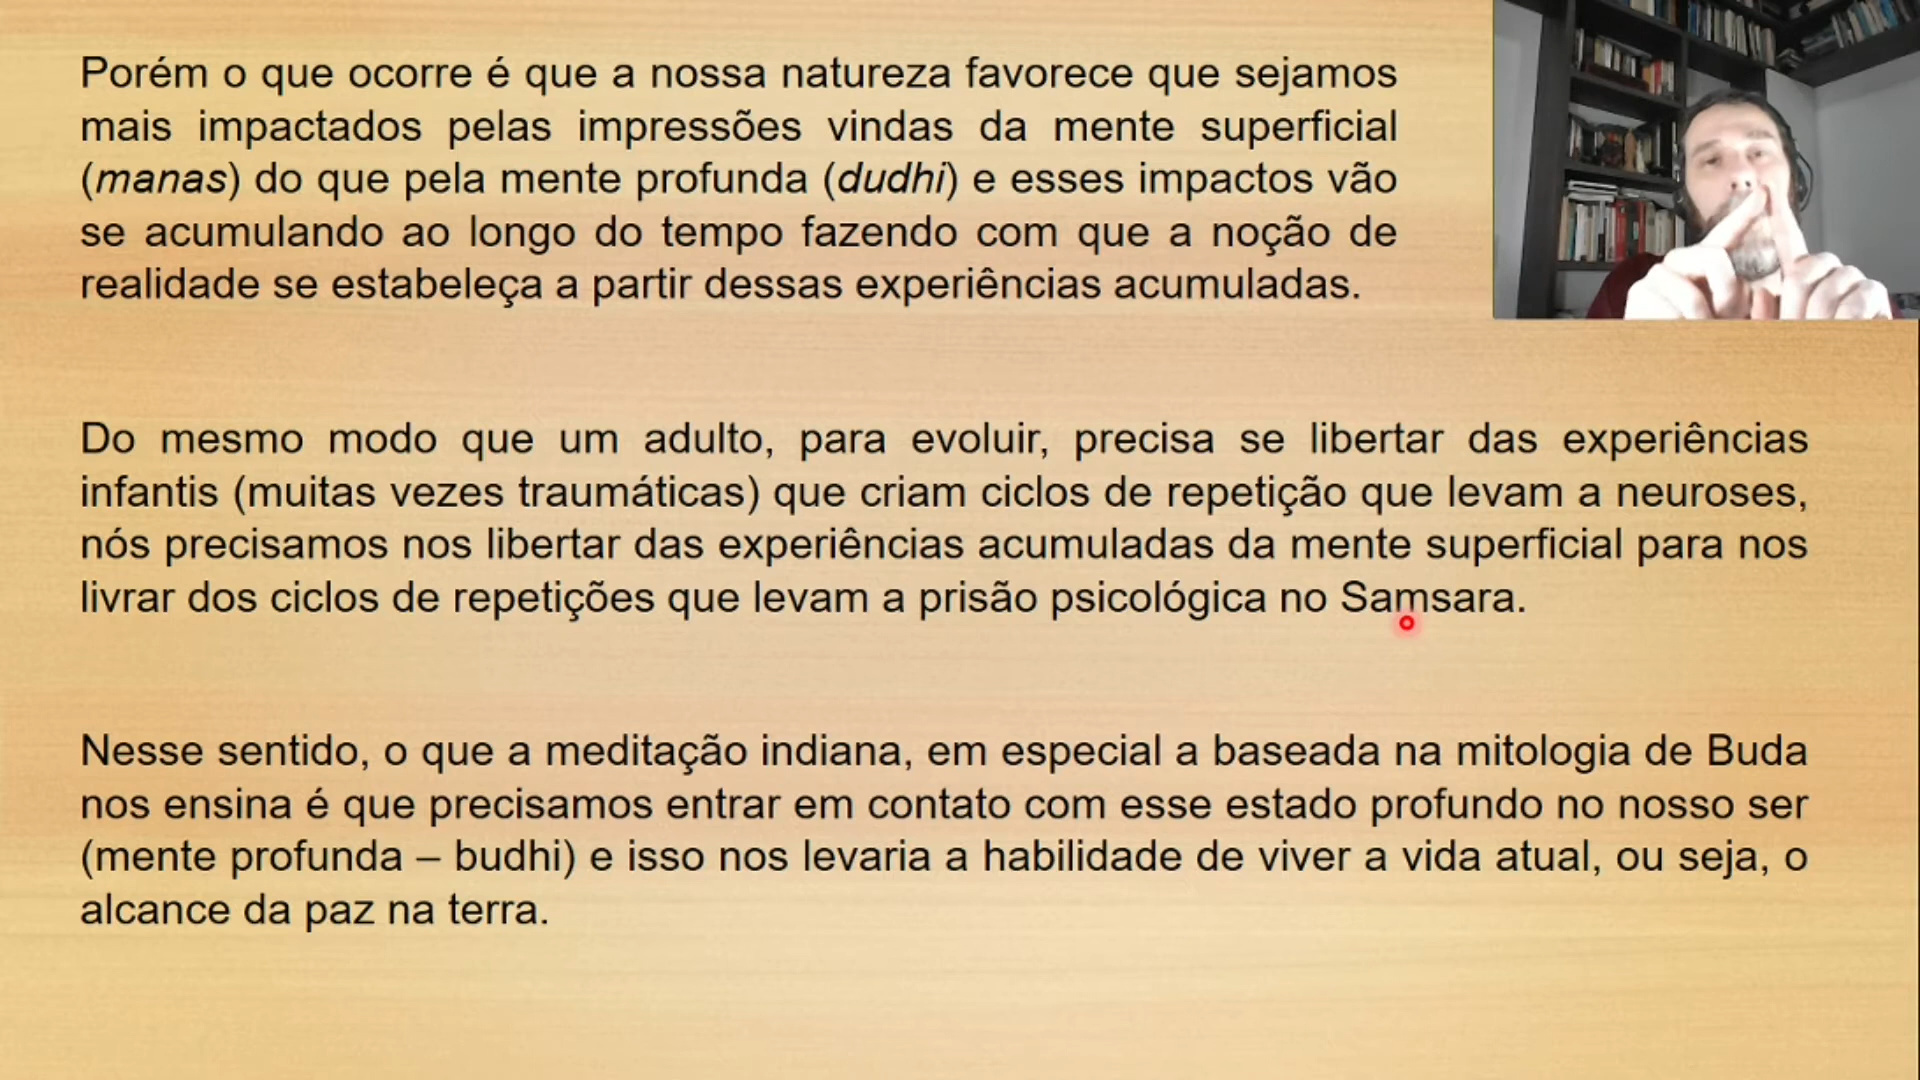 Porém o que ocorre é que a nossa natureza favorece que sejamos
mais impactados pelas impressões vindas da mente superficial
(manas) do que pela mente profunda (dudhi) e esses impactos vão
se acumulando ao longo do tempo fazendo com que a noção de
realidade se estabeleça a partir dessas experiências acumuladas.
Do mesmo modo que um adulto, para evoluir, precisa se libertar das experiências
infantis (muitas vezes traumáticas) que criam ciclos de repetição que levam a neuroses,
nós precisamos nos libertar das experiências acumuladas da mente superficial para nos
livrar dos ciclos de repetições que levam a prisão psicológica no Samsara.
Nesse sentido, o que a meditação indiana, em especial a baseada na mitologia de Buda
nos ensina é que precisamos entrar em contato com esse estado profundo no nosso ser
(mente profunda – budhi) e isso nos levaria a habilidade de viver a vida atual, ou seja, o
alcance da paz na terra.